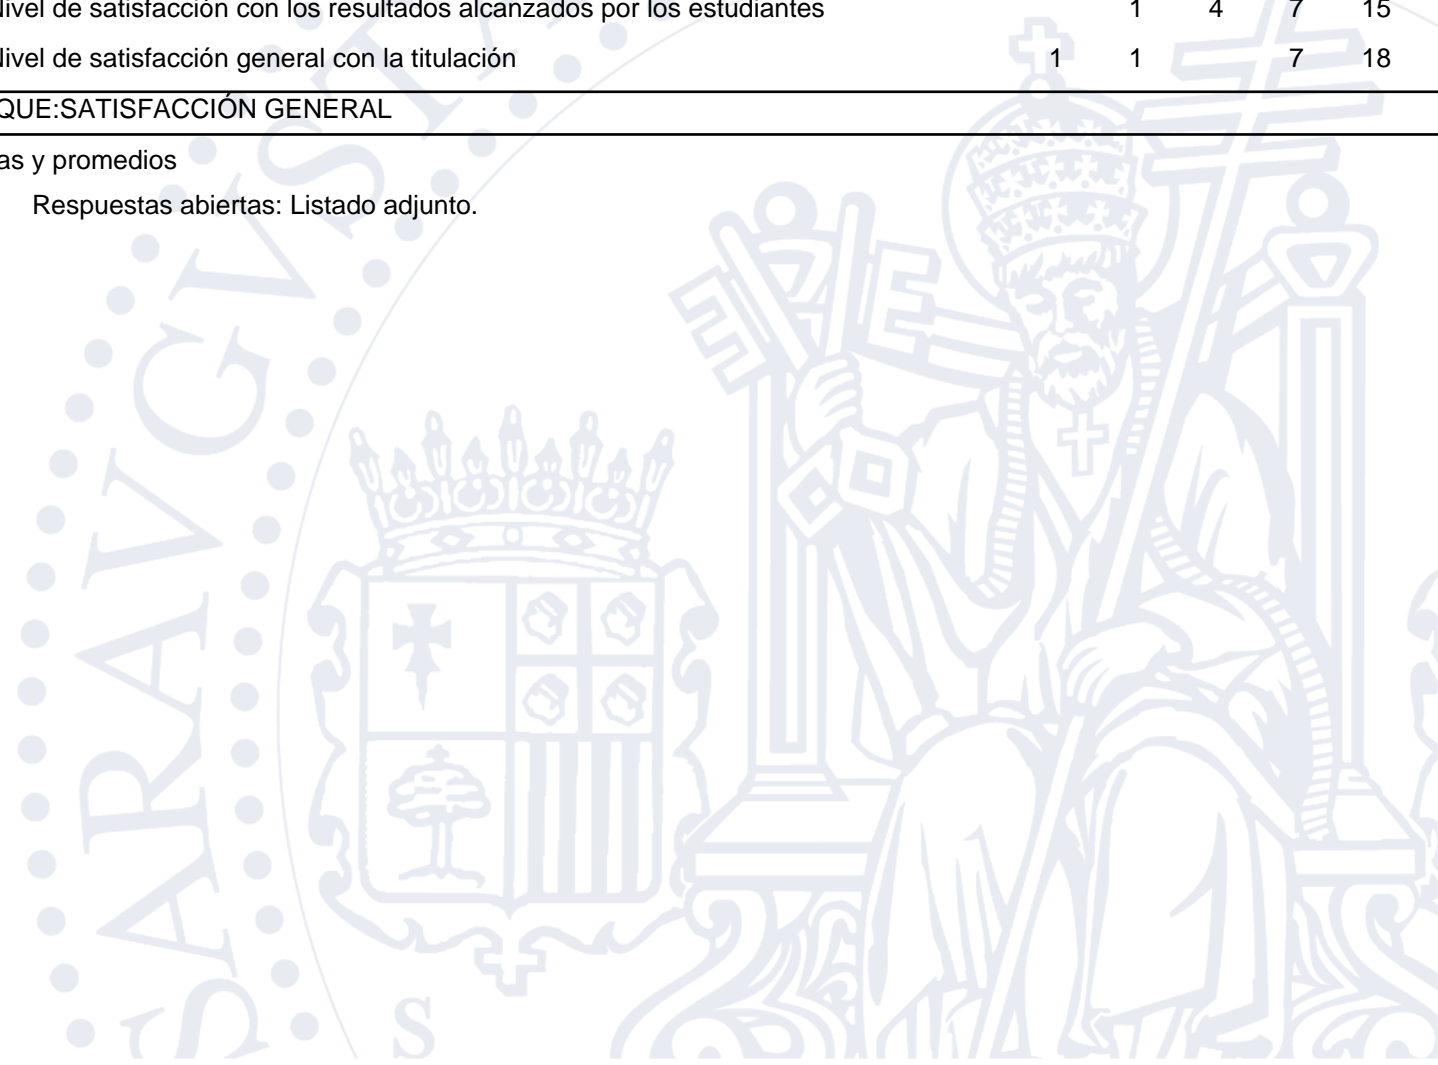 Nivel de satisfacción con los resultados alcanzados por los estudiantes 1 4 7 15
Nivel de satisfacción general con la titulación 1 1 7 18
QUE:SATISFACCIÓN GENERAL
as y promedios
Respuestas abiertas: Listado adjunto.
SARAVGVST
S